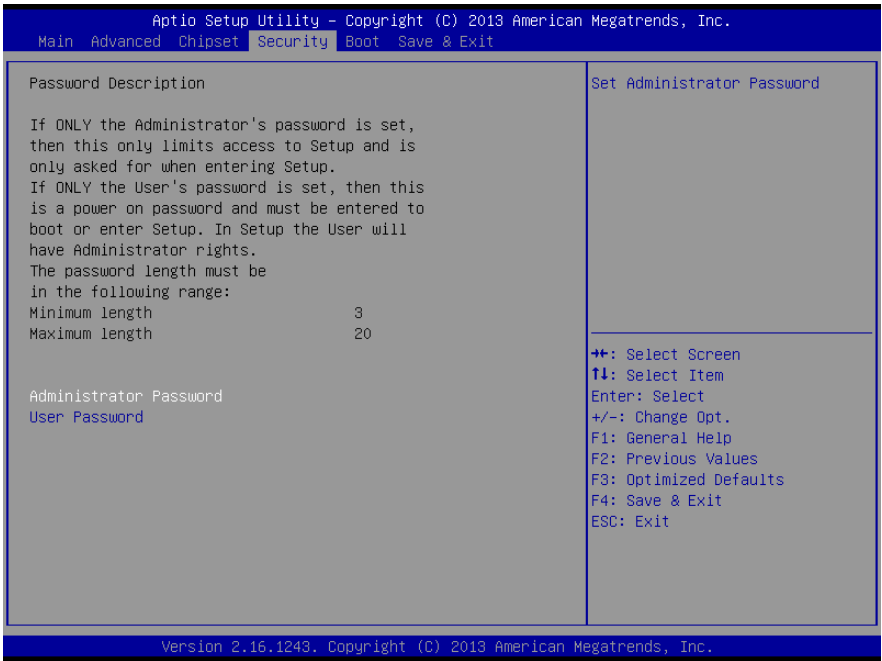 Aptio Setup Utility – Copyright (C) 2013 American Megatrends, Inc.
Main Advanced Chipset Security Boot Save & Exit
Password Description
If ONLY the Administrator's password is set,
then this only limits access to Setup and is
only asked for when entering Setup.
If ONLY the User's password is set, then this
is a power on password and must be entered to
boot or enter Setup. In Setup the User will
have Administrator rights.
The password length must be
in the following range:
Minimum length 3
Maximum length 20
Administrator Password
User Password
Set Administrator Password
→←: Select Screen
↑↓: Select Item
Enter: Select
+/-: Change Opt.
F1: General Help
F2: Previous Values
F3: Optimized Defaults
F4: Save & Exit
ESC: Exit
Version 2.16.1243. Copyright (C) 2013 American Megatrends, Inc.